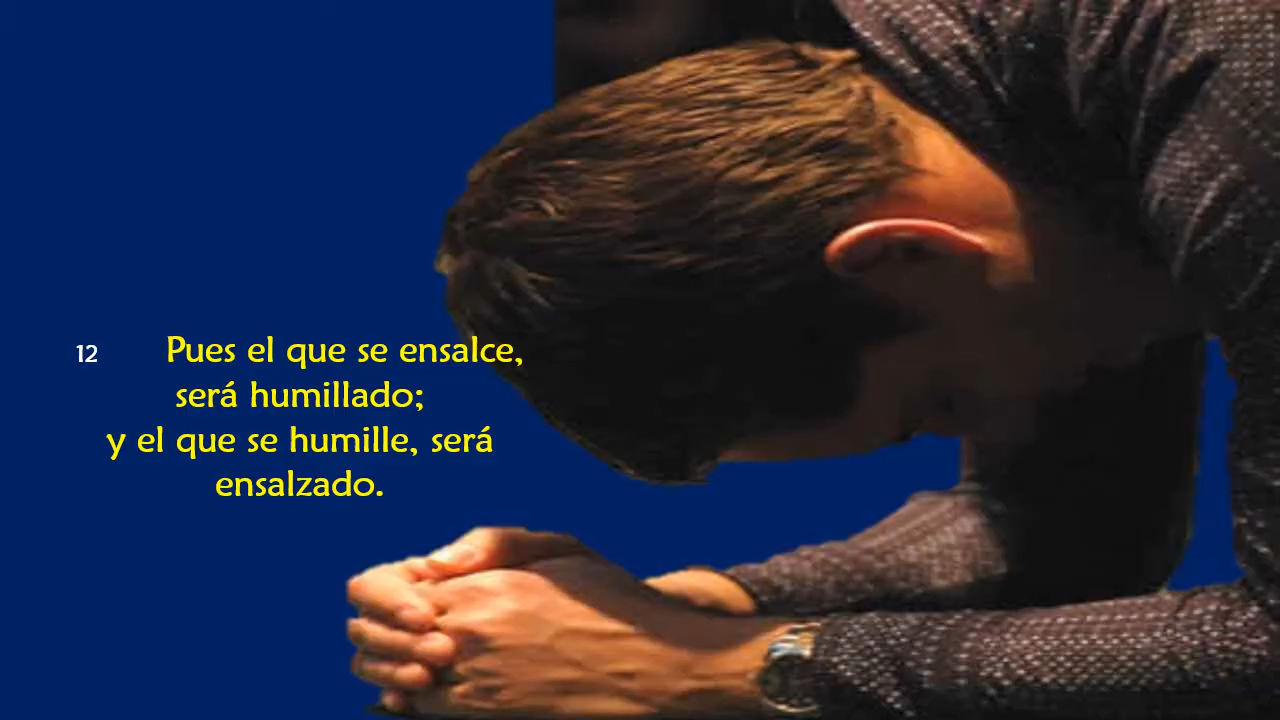 12 Pues el que se ensalce,
será humillado;
y el que se humille, será
ensalzado.